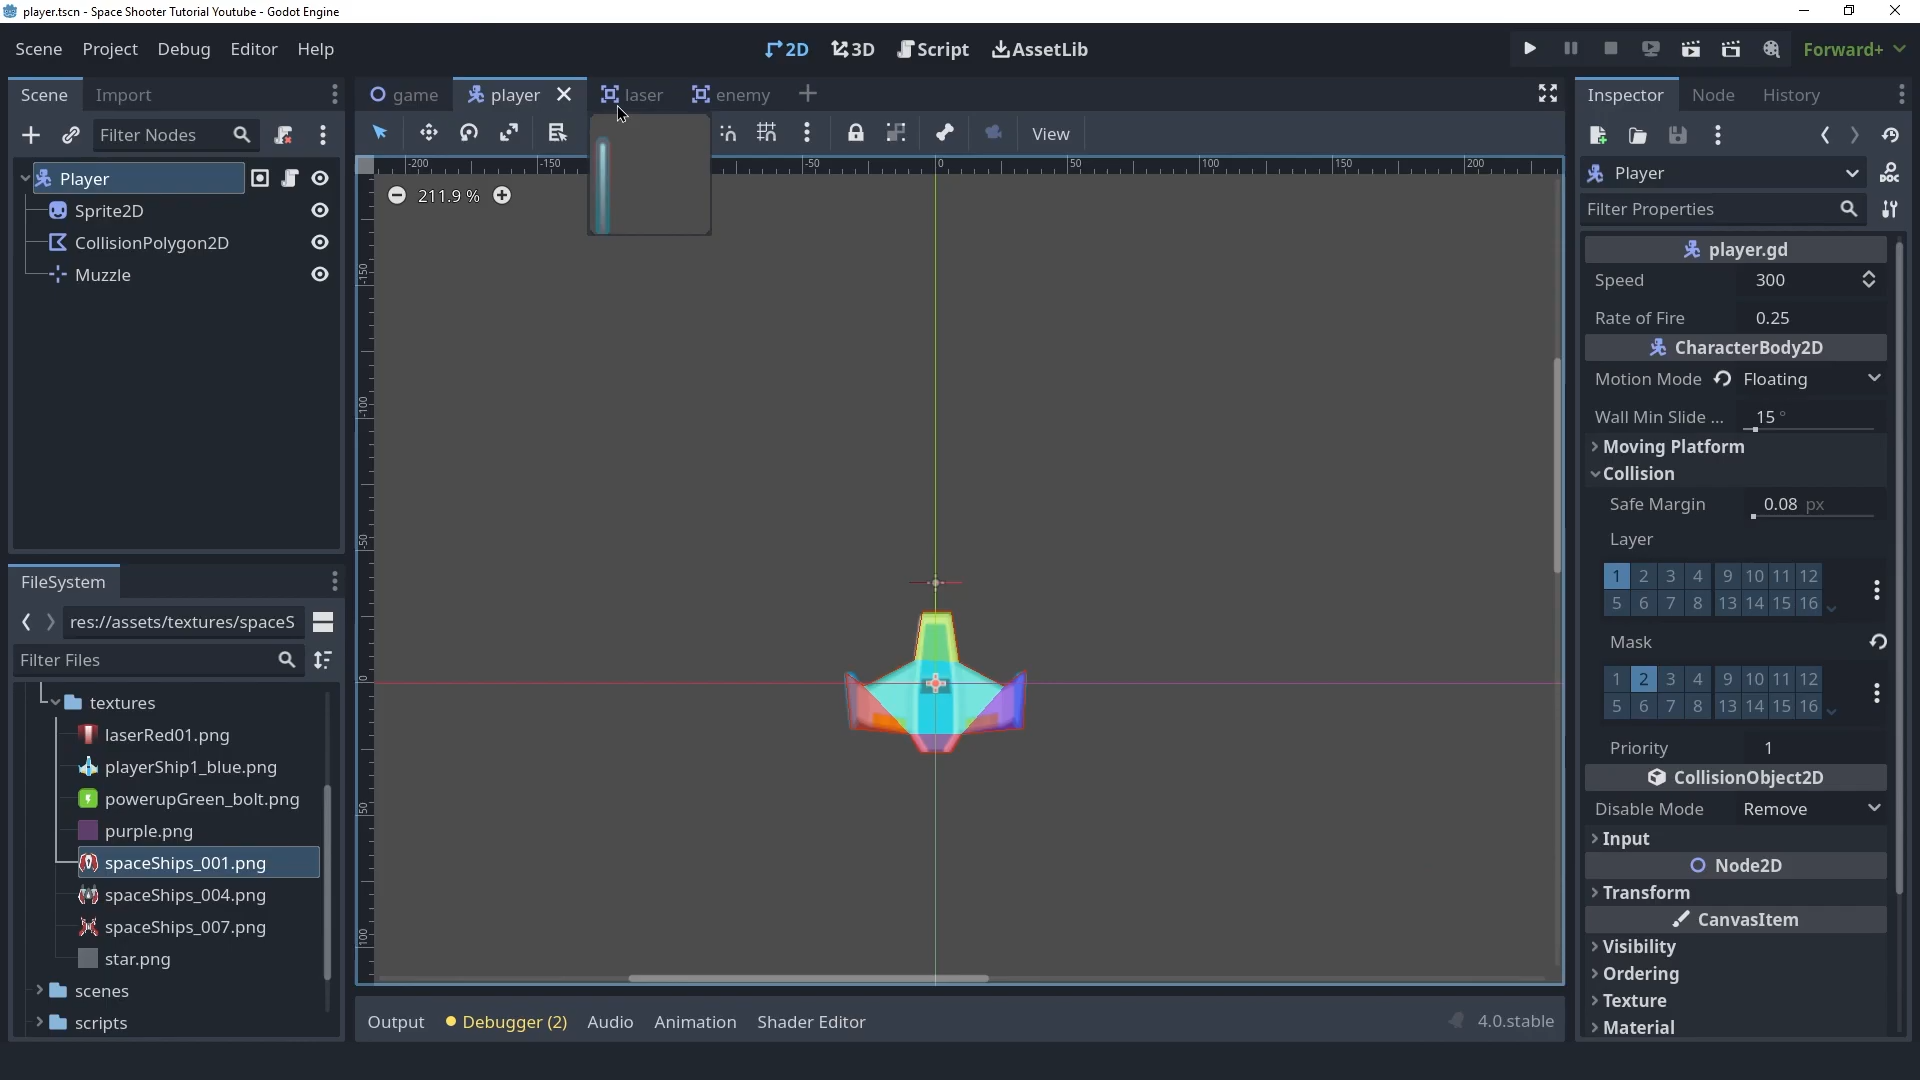 player.tscn - Space Shooter Tutorial Youtube - Godot Engine
Scene Project Debug Editor Help
2D 3D Script AssetLib
Forward+
Scene Import
Filter Nodes
Player
Sprite2D
CollisionPolygon2D
Muzzle
FileSystem
res://assets/textures/spaceS
Filter Files
textures
laserRed01.png
playerShip1_blue.png
powerupGreen_bolt.png
purple.png
spaceShips_001.png
spaceShips_004.png
spaceShips_007.png
star.png
scenes
scripts
game player laser enemy
View
-200 -150 -50 0 50 100 150 200
211.9 %
-150
-100
-50
0
50
100
Output Debugger (2) Audio Animation Shader Editor
4.0.stable
Inspector Node History
Player
DOC
Filter Properties
player.gd
Speed 300
Rate of Fire 0.25
CharacterBody2D
Motion Mode Floating
Wall Min Slide ... 15 °
Moving Platform
Collision
Safe Margin 0.08 px
Layer
1 2 3 4 9 10 11 12
5 6 7 8 13 14 15 16
Mask
1 2 3 4 9 10 11 12
5 6 7 8 13 14 15 16
Priority 1
CollisionObject2D
Disable Mode Remove
Input
Node2D
Transform
CanvasItem
Visibility
Ordering
Texture
Material